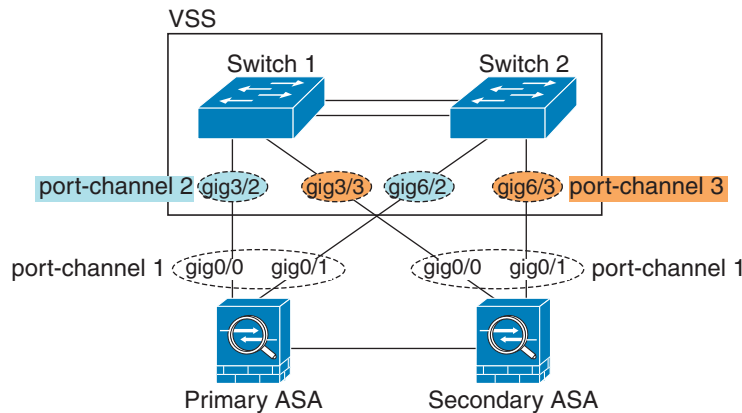 VSS
Switch 1
Switch 2
port-channel 2
gig3/2
gig3/3
gig6/2
gig6/3
port-channel 3
port-channel 1
gig0/0
gig0/1
gig0/0
gig0/1
port-channel 1
Primary ASA
Secondary ASA